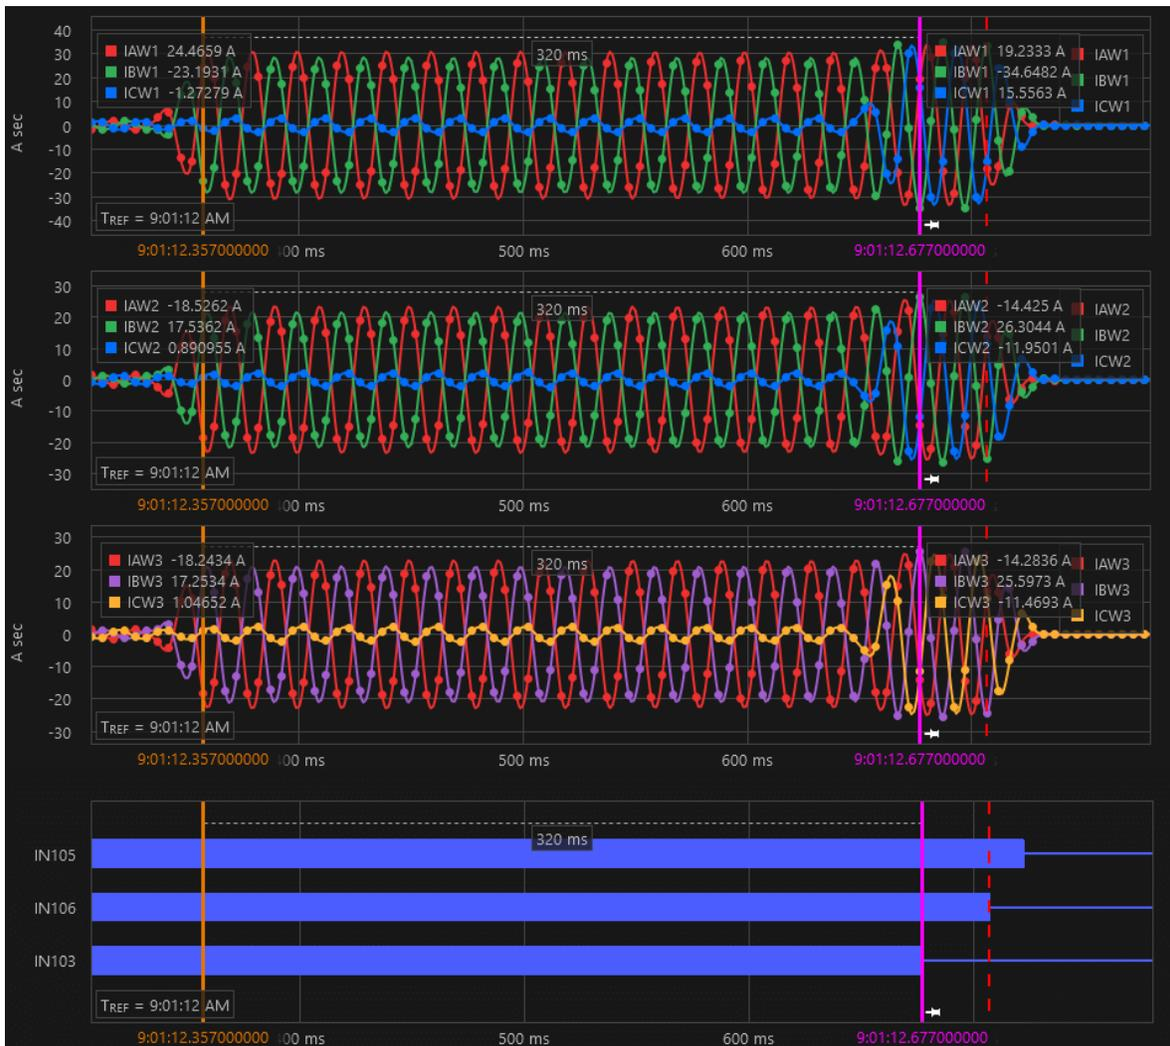 40
IAW1 24.4659 A
IAW1 19.2333 A
IAW1
30
320 ms
IBW1 -23.1931 A
IBW1 -34.6482 A
IBW1
20
ICW1 -1.27279 A
ICW1 15.5563 A
ICW1
10
0
A sec
-10
-20
-30
-40
TREF = 9:01:12 AM
9:01:12.357000000
00 ms
500 ms
600 ms
9:01:12.677000000
30
IAW2 -18.5262 A
IAW2 -14.425 A
IAW2
320 ms
20
IBW2 17.5362 A
IBW2 26.3044 A
IBW2
ICW2 0.890955 A
ICW2 -11.9501 A
ICW2
10
0
A sec
-10
-20
-30
TREF = 9:01:12 AM
9:01:12.357000000
00 ms
500 ms
600 ms
9:01:12.677000000
30
IAW3 -18.2434 A
IAW3 -14.2836 A
IAW3
320 ms
20
IBW3 17.2534 A
IBW3 25.5973 A
IBW3
ICW3 1.04652 A
ICW3 -11.4693 A
ICW3
10
0
A sec
-10
-20
-30
TREF = 9:01:12 AM
9:01:12.357000000
00 ms
500 ms
600 ms
9:01:12.677000000
320 ms
IN105
IN106
IN103
TREF = 9:01:12 AM
9:01:12.357000000
00 ms
500 ms
600 ms
9:01:12.677000000